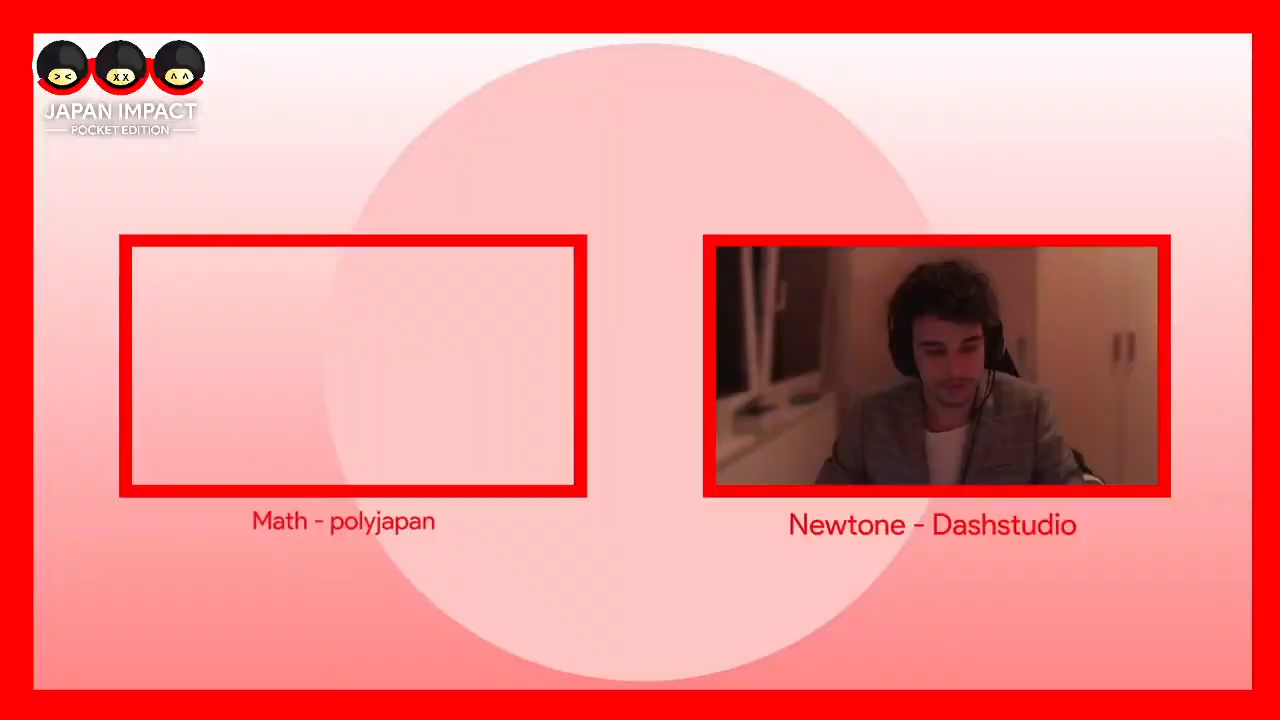 JAPAN IMPACT
POCKET EDITION
Math - polyjapan
Newtone - Dashstudio